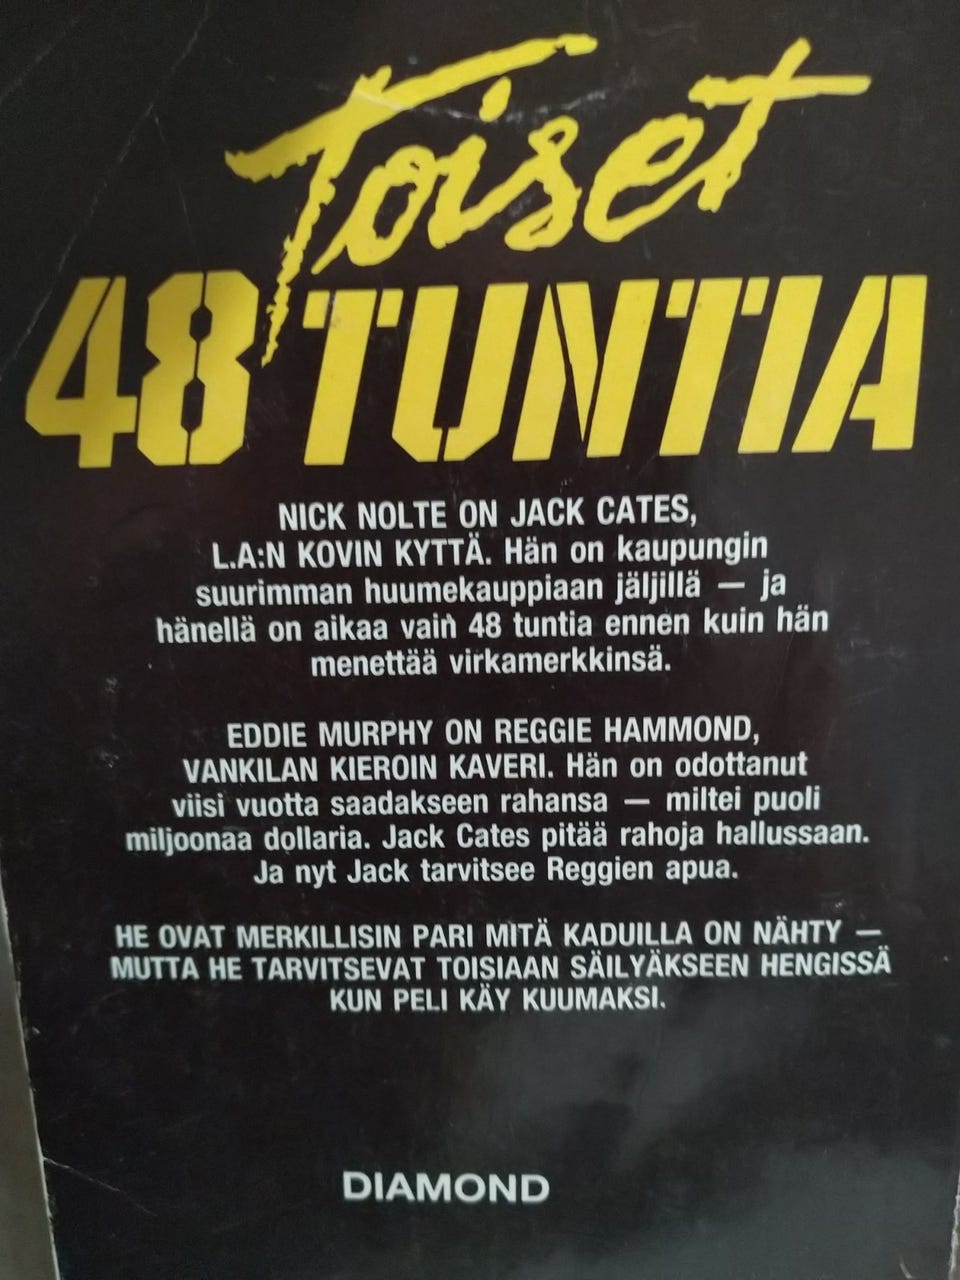 Toiset
48 TUNTIA
NICK NOLTE ON JACK CATES,
L.A:N KOVIN KYTTÄ. Hän on kaupungin
suurimman huumekauppiaan jäljillä — ja
hänellä on aikaa vain 48 tuntia ennen kuin hän
menettää virkamerkkinsä.
EDDIE MURPHY ON REGGIE HAMMOND,
VANKILAN KIEROIN KAVERI. Hän on odottanut
viisi vuotta saadakseen rahansa — miltei puoli
miljoonaa dollaria. Jack Cates pitää rahoja hallussaan.
Ja nyt Jack tarvitsee Reggien apua.
HE OVAT MERKILLISIN PARI MITÄ KADUILLA ON NÄHTY —
MUTTA HE TARVITSEVAT TOISIAAN SÄILYÄKSEEN HENGISSÄ
KUN PELI KÄY KUUMAKSI.
DIAMOND